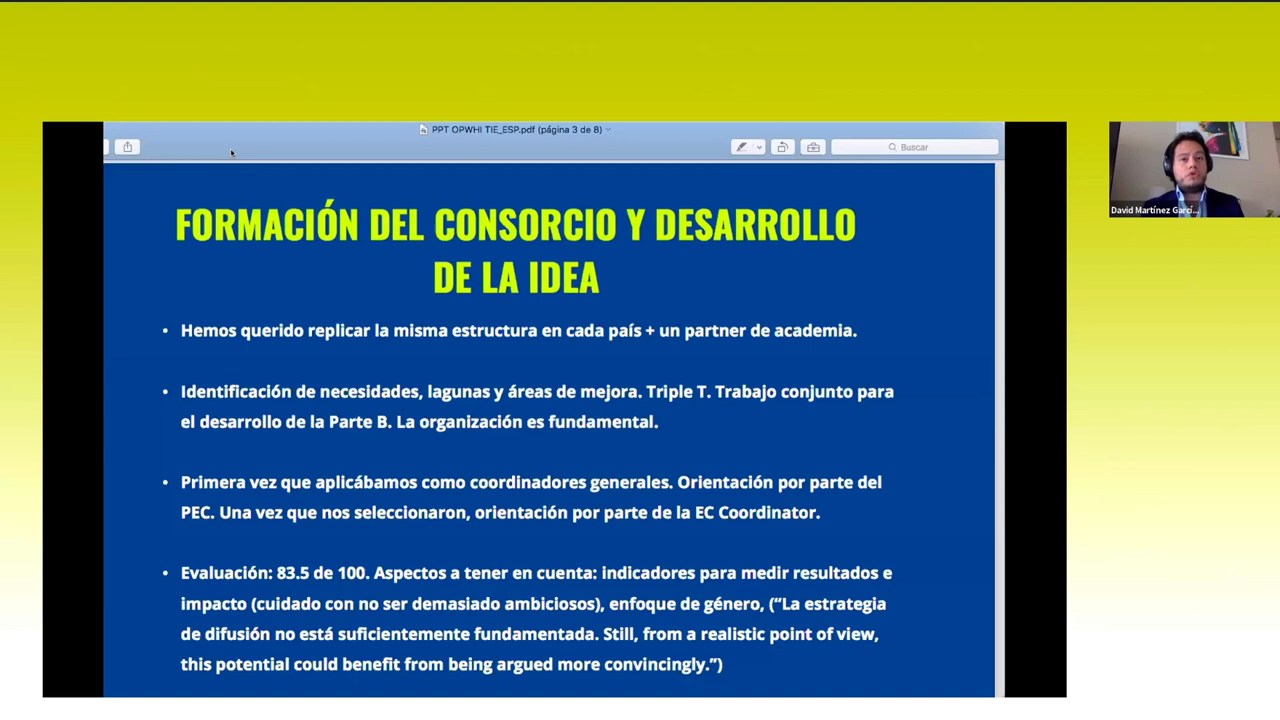 PPT OPWHI TIE_ESP.pdf (página 3 de 8)
Buscar
FORMACIÓN DEL CONSORCIO Y DESARROLLO
DE LA IDEA
• Hemos querido replicar la misma estructura en cada país + un partner de academia.
• Identificación de necesidades, lagunas y áreas de mejora. Triple T. Trabajo conjunto para
el desarrollo de la Parte B. La organización es fundamental.
• Primera vez que aplicábamos como coordinadores generales. Orientación por parte del
PEC. Una vez que nos seleccionaron, orientación por parte de la EC Coordinator.
• Evaluación: 83.5 de 100. Aspectos a tener en cuenta: indicadores para medir resultados e
impacto (cuidado con no ser demasiado ambiciosos), enfoque de género, (“La estrategia
de difusión no está suficientemente fundamentada. Still, from a realistic point of view,
this potential could benefit from being argued more convincingly.”)
David Martínez Garcí...